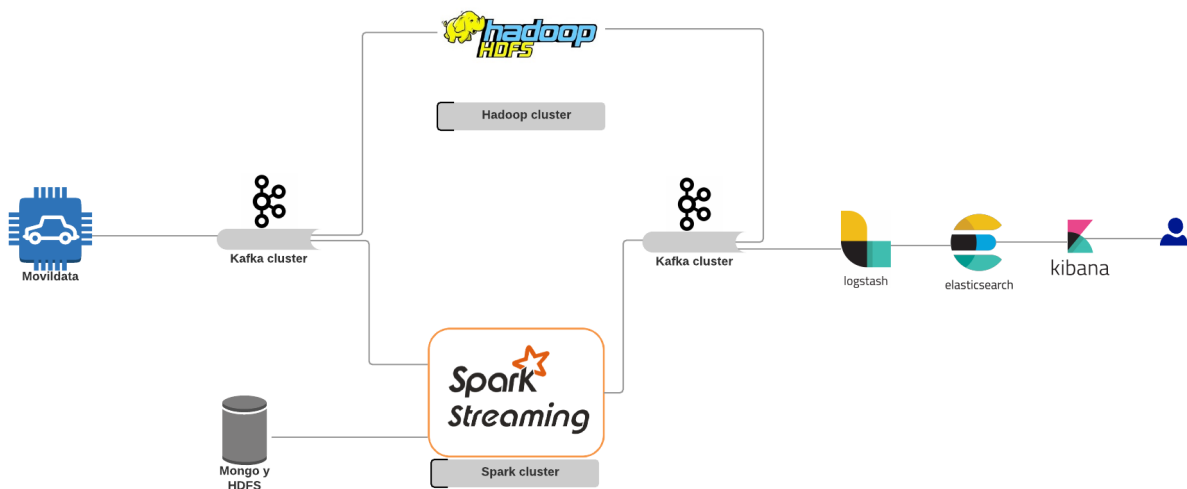 hadoop
HDFS
Hadoop cluster
Movildata
Kafka cluster
Kafka cluster
logstash
elasticsearch
kibana
Spark
Streaming
Mongo y
HDFS
Spark cluster